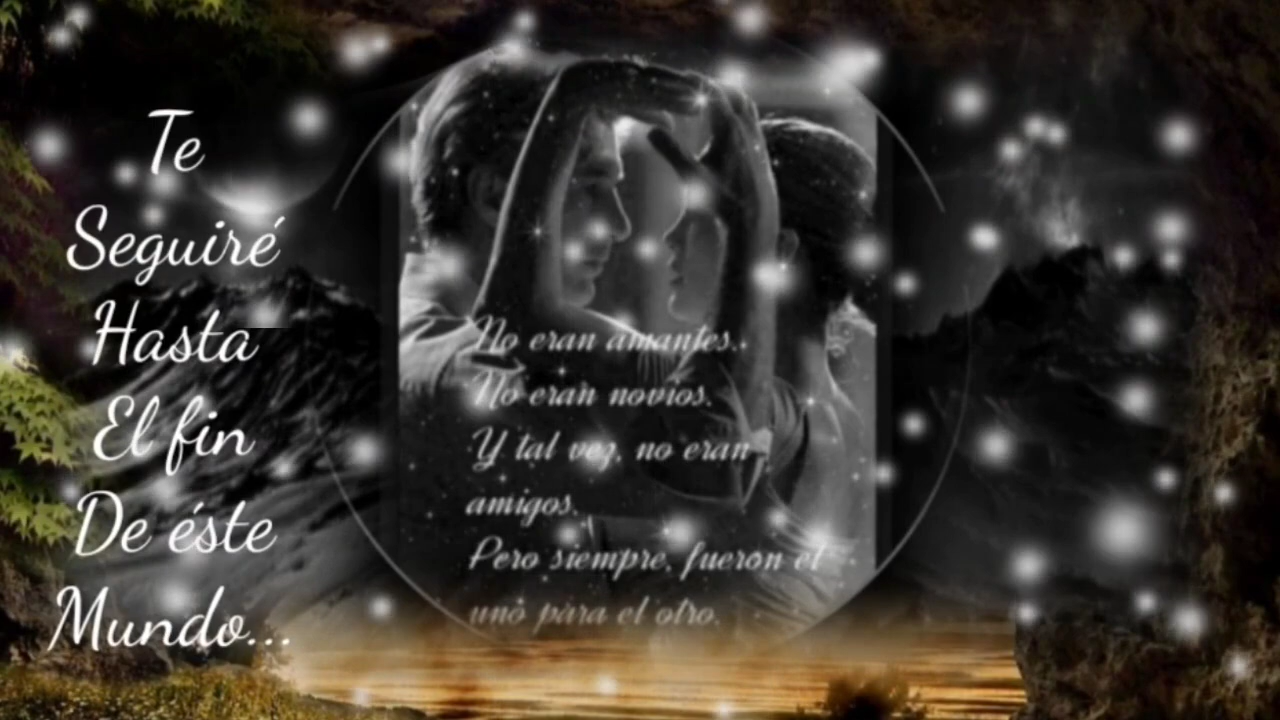 Te
Seguiré
Hasta
El fin
De éste
Mundo...
No eran amantes..
No eran novios.
Y tal vez, no eran
amigos.
Pero siempre, fueron el
uno para el otro.